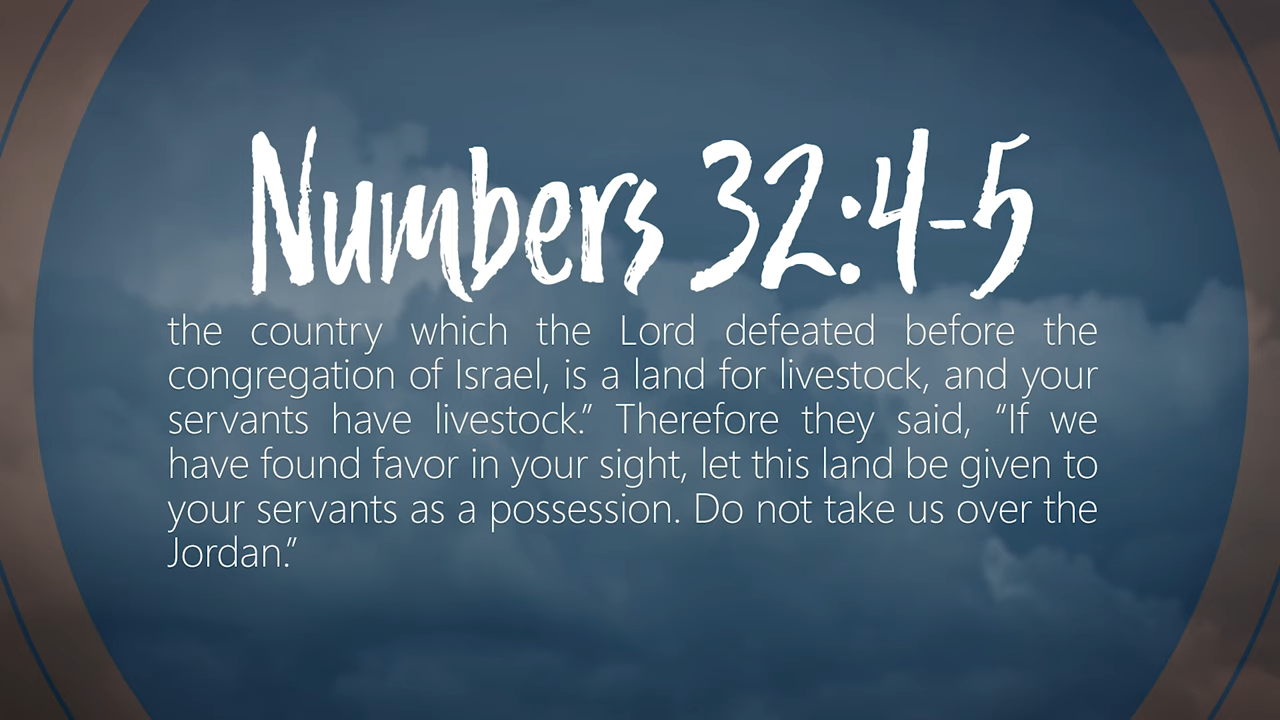 Numbers 32:4-5
the country which the Lord defeated before the
congregation of Israel, is a land for livestock, and your
servants have livestock.” Therefore they said, “If we
have found favor in your sight, let this land be given to
your servants as a possession. Do not take us over the
Jordan.”